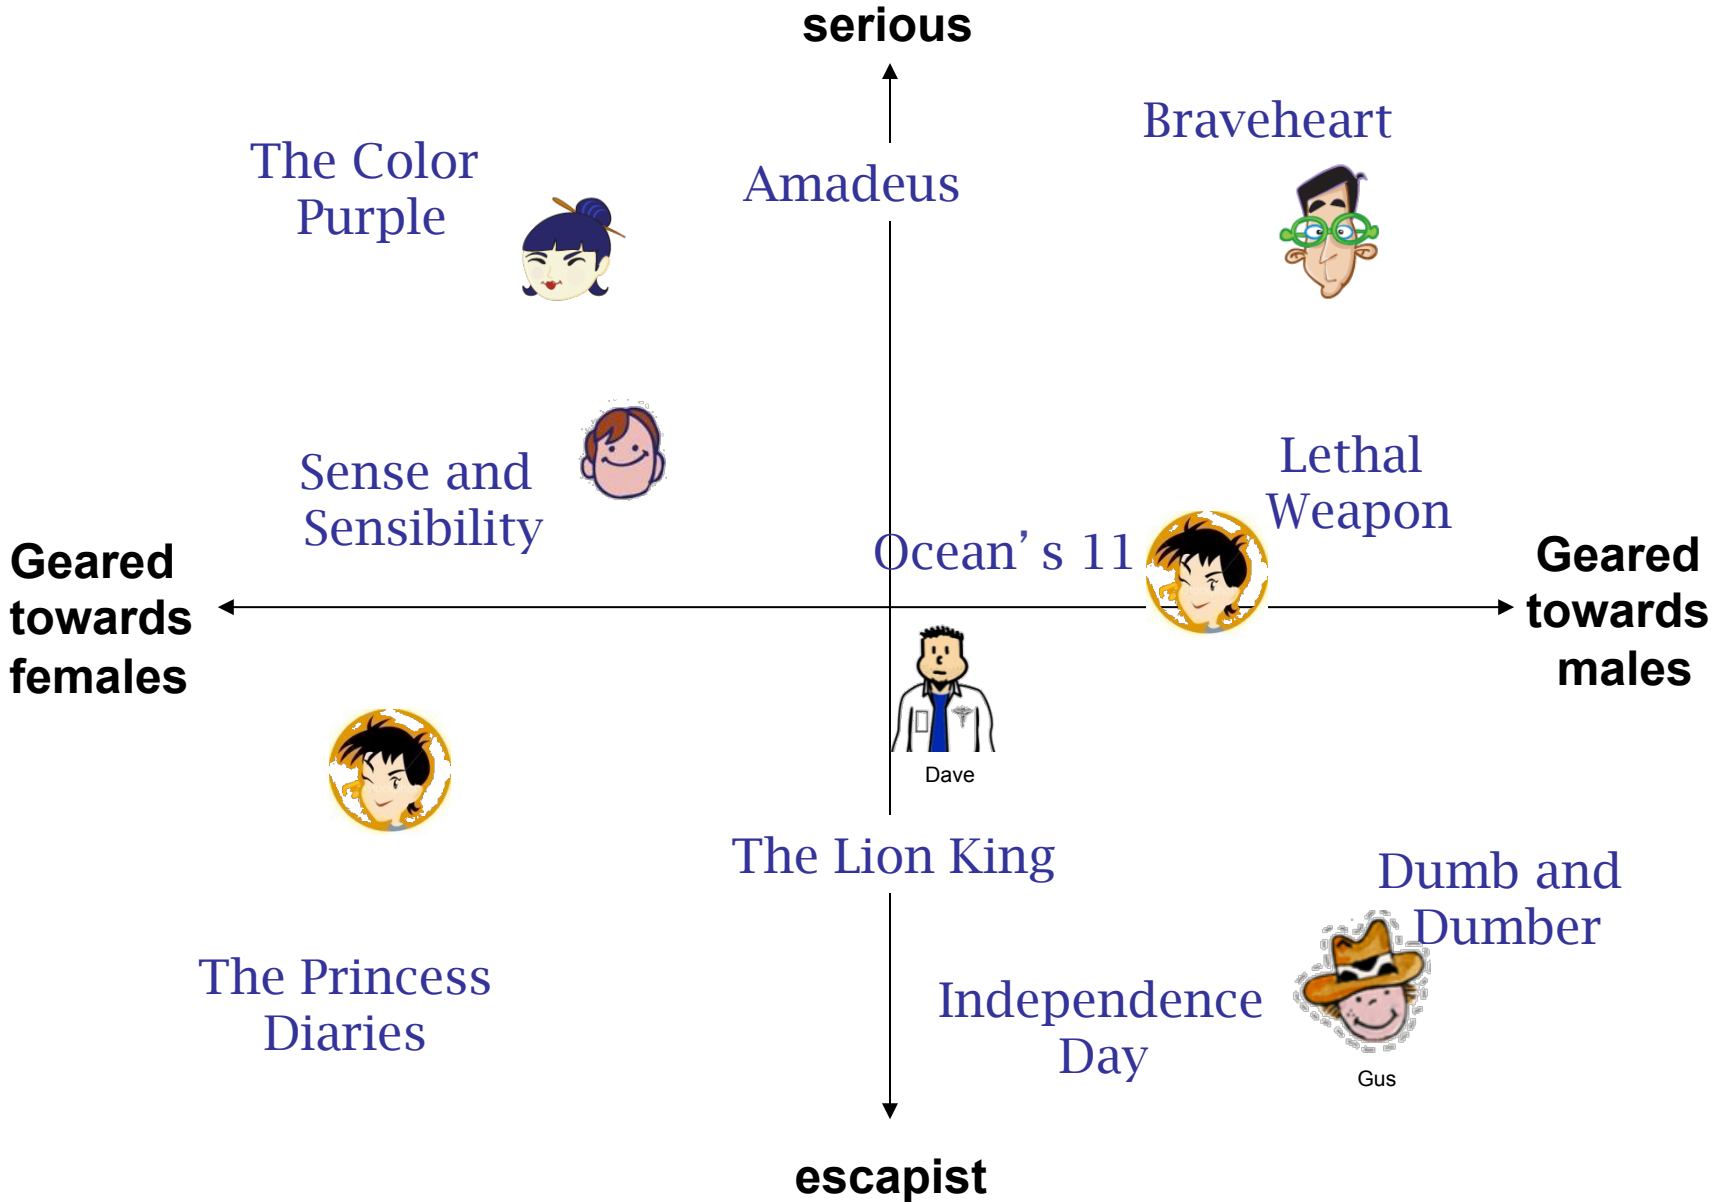 serious
Braveheart
The Color
Purple
Amadeus
Sense and
Sensibility
Lethal
Weapon
Ocean’s 11
Geared
towards
females
Geared
towards
males
Dave
The Lion King
Dumb and
Dumber
The Princess
Diaries
Independence
Day
Gus
escapist